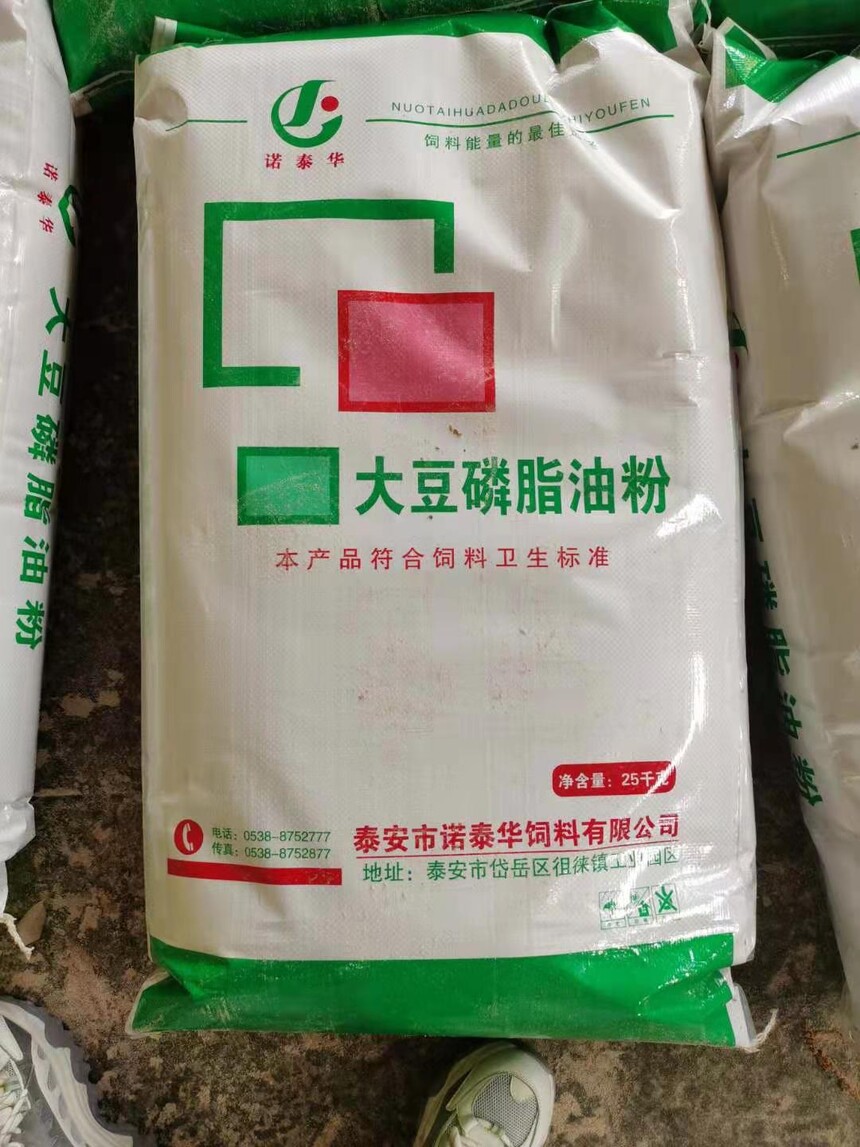 诺泰华
NUOTAIHUADADOU
IYOUFEN
饲料能量的最佳
大豆磷脂油粉
本产品符合饲料卫生标准
净含量：25千克
电话：0538-8752777
传真：0538-8752877
泰安市诺泰华饲料有限公司
地址：泰安市岱岳区徂徕镇工业园区
诺泰华
大豆磷脂油粉
磷脂油粉